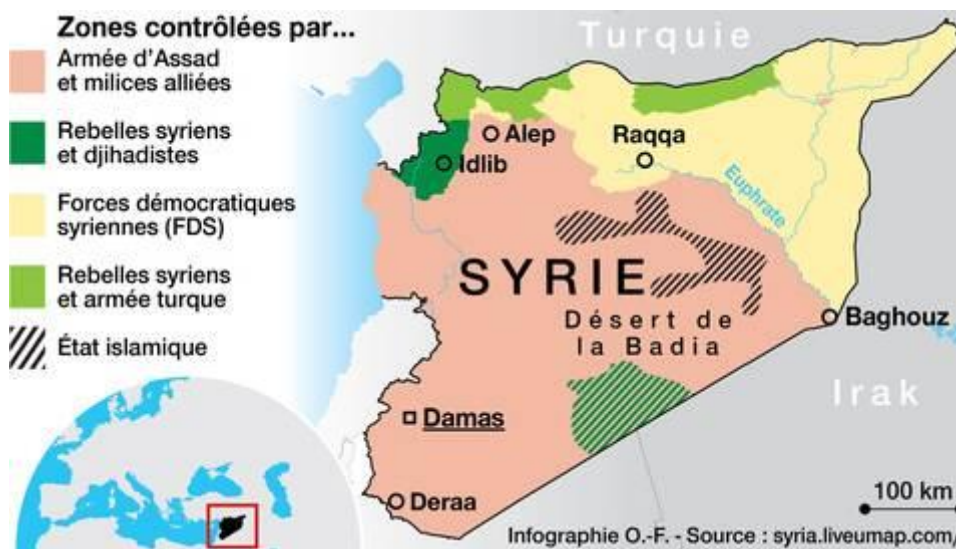 Zones contrôlées par...
Armée d'Assad
et milices alliées
Rebelles syriens
et djihadistes
Forces démocratiques
syriennes (FDS)
Rebelles syriens
et armée turque
État islamique
Turquie
Alep
Raqqa
Idlib
Euphrate
SYRIE
Désert de
la Badia
Baghouz
Irak
Damas
Deraa
100 km
Infographie O.-F. - Source : syria.liveumap.com/